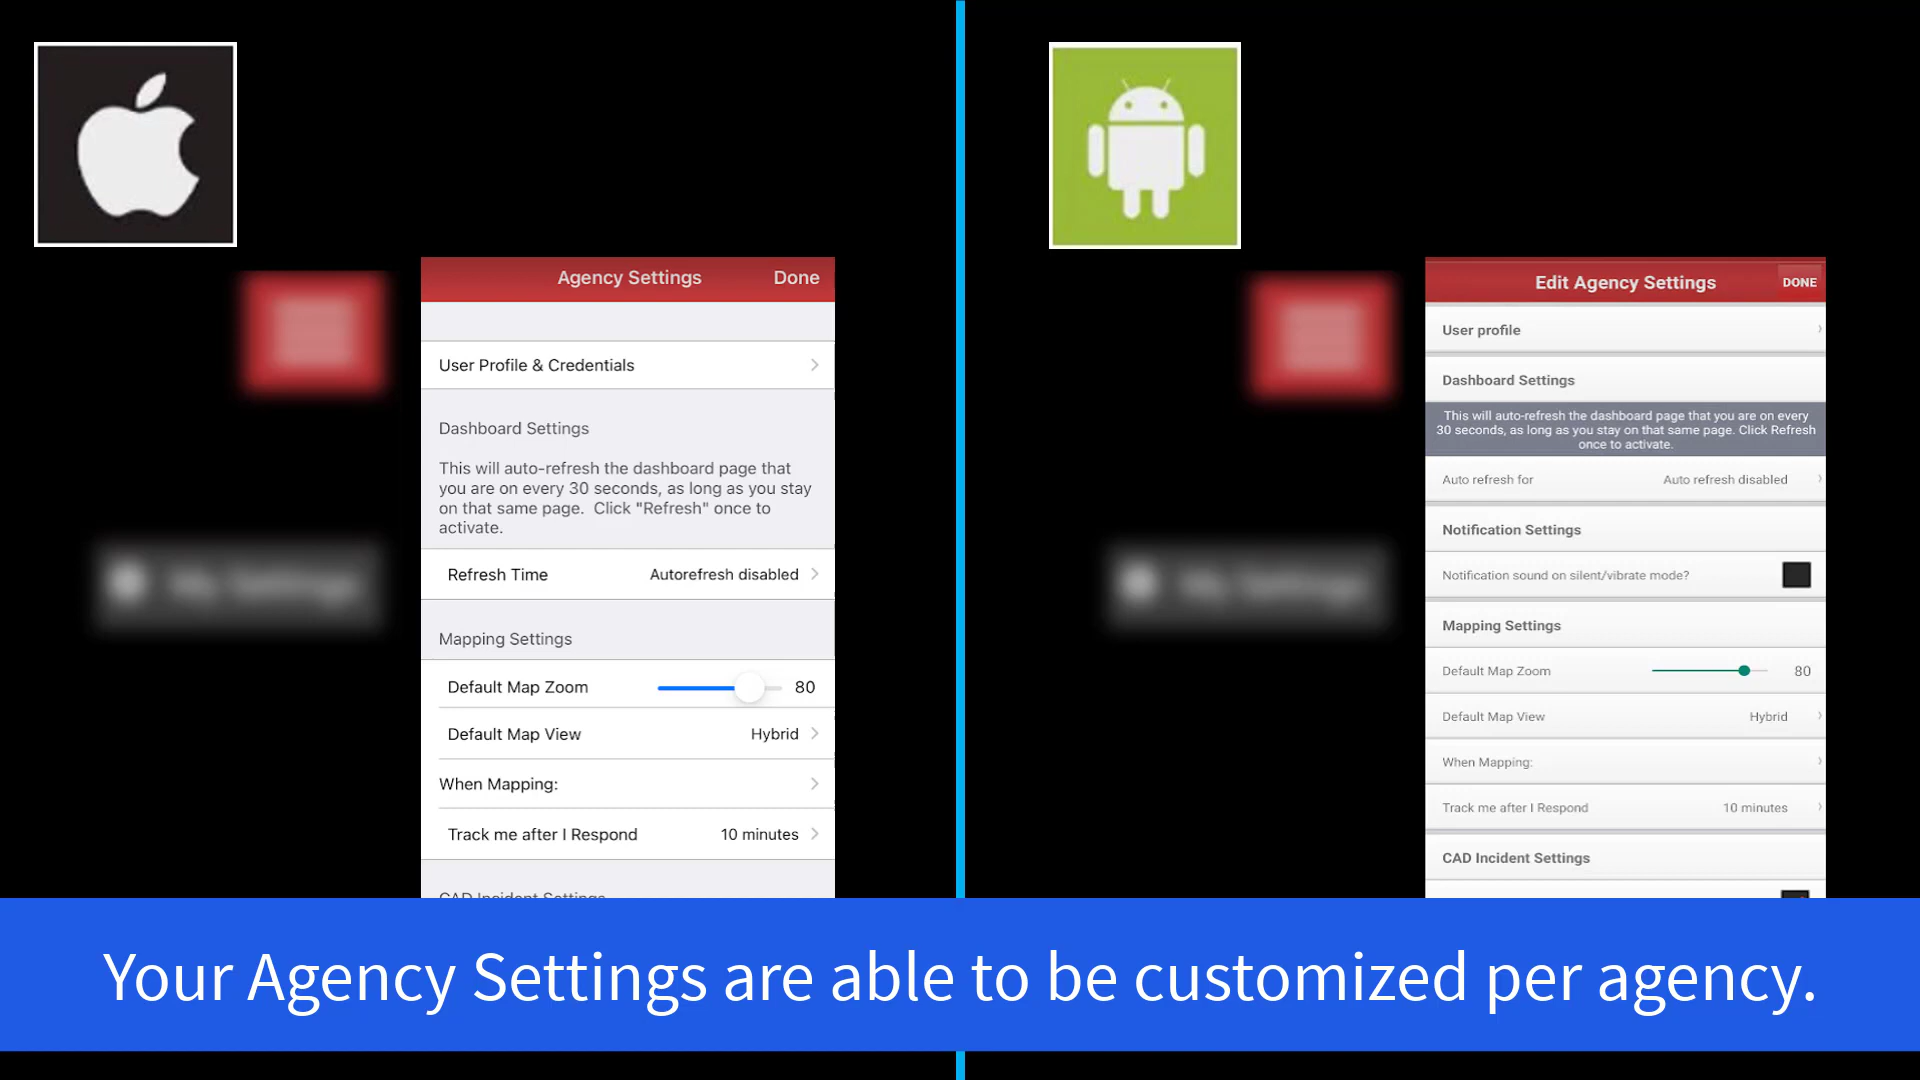 Agency Settings
Done
User Profile & Credentials
Dashboard Settings
This will auto-refresh the dashboard page that
you are on every 30 seconds, as long as you stay
on that same page. Click "Refresh" once to
activate.
Refresh Time
Autorefresh disabled
Mapping Settings
Default Map Zoom
80
Default Map View
Hybrid
When Mapping:
Track me after I Respond
10 minutes
CAD Incident Settings
My Settings
Edit Agency Settings
DONE
User profile
Dashboard Settings
This will auto-refresh the dashboard page that you are on every
30 seconds, as long as you stay on that same page. Click Refresh
once to activate.
Auto refresh for
Auto refresh disabled
Notification Settings
Notification sound on silent/vibrate mode?
Mapping Settings
Default Map Zoom
80
Default Map View
Hybrid
When Mapping:
Track me after I Respond
10 minutes
CAD Incident Settings
My Settings
Your Agency Settings are able to be customized per agency.